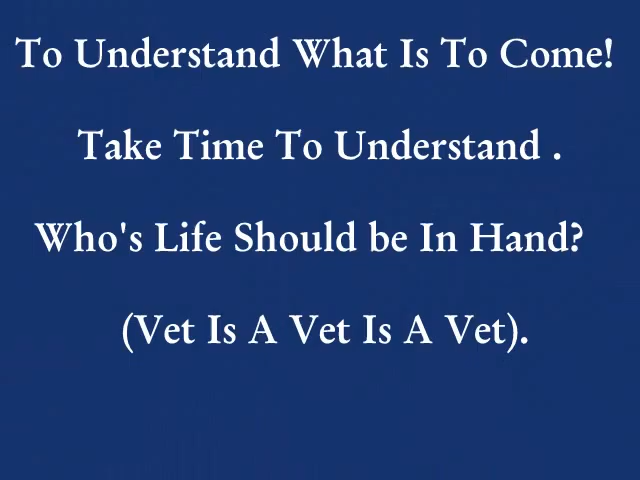 To Understand What Is To Come!
Take Time To Understand .
Who's Life Should be In Hand?
(Vet Is A Vet Is A Vet).